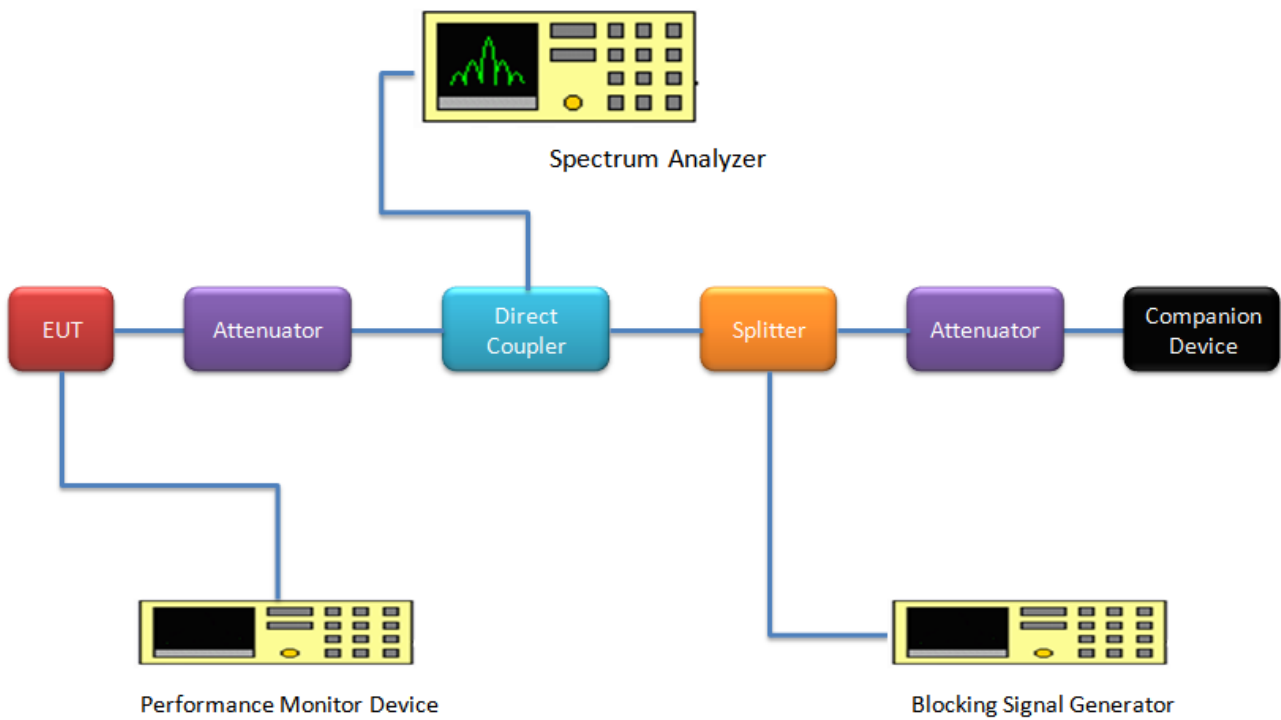 Spectrum Analyzer
EUT
Attenuator
Direct
Coupler
Splitter
Attenuator
Companion
Device
Performance Monitor Device
Blocking Signal Generator